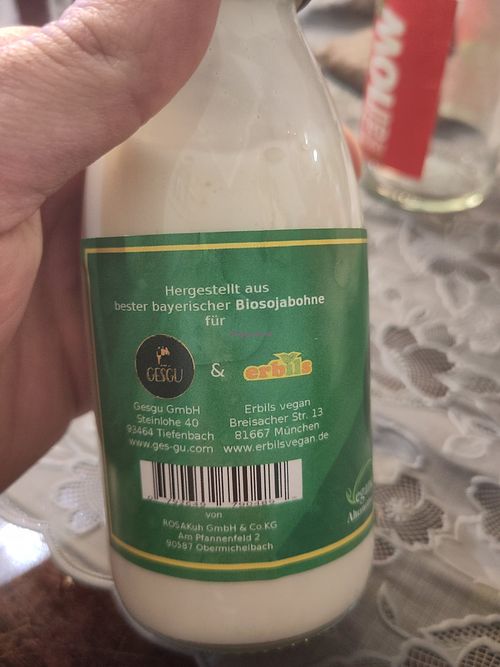 Hergestellt aus
bester bayerischer Biosojabohne
für
GESGU
&
erbils
Gesgu GmbH
Steinlohe 40
93464 Tiefenbach
www.ges-gu.com
Erbils vegan
Breisacher Str. 13
81667 München
www.erbilsvegan.de
von
ROSAKuh GmbH & Co.KG
Am Pfannenfeld 2
90587 Obermichelbach
now